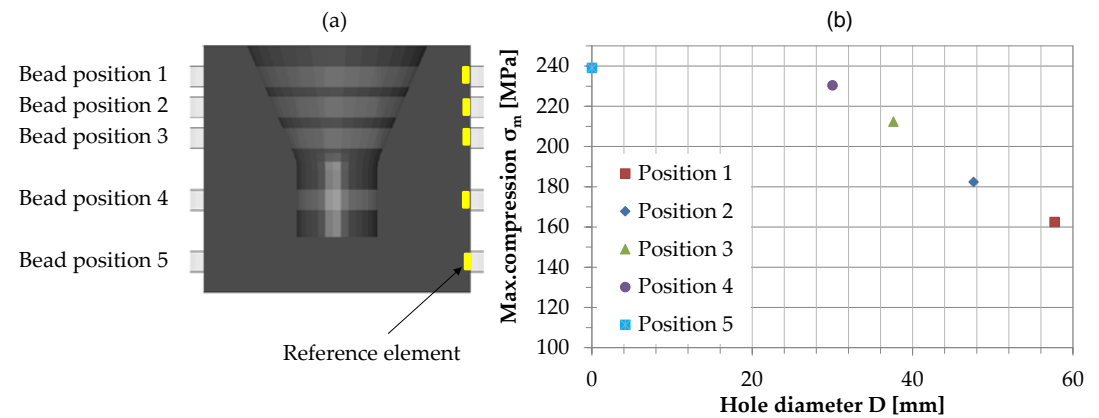 (a)
Bead position 1
Bead position 2
Bead position 3
Bead position 4
Bead position 5
Reference element
(b)
Max.compression σm [MPa]
240
220
200
180
160
140
120
100
Position 1
Position 2
Position 3
Position 4
Position 5
0
20
40
60
Hole diameter D [mm]